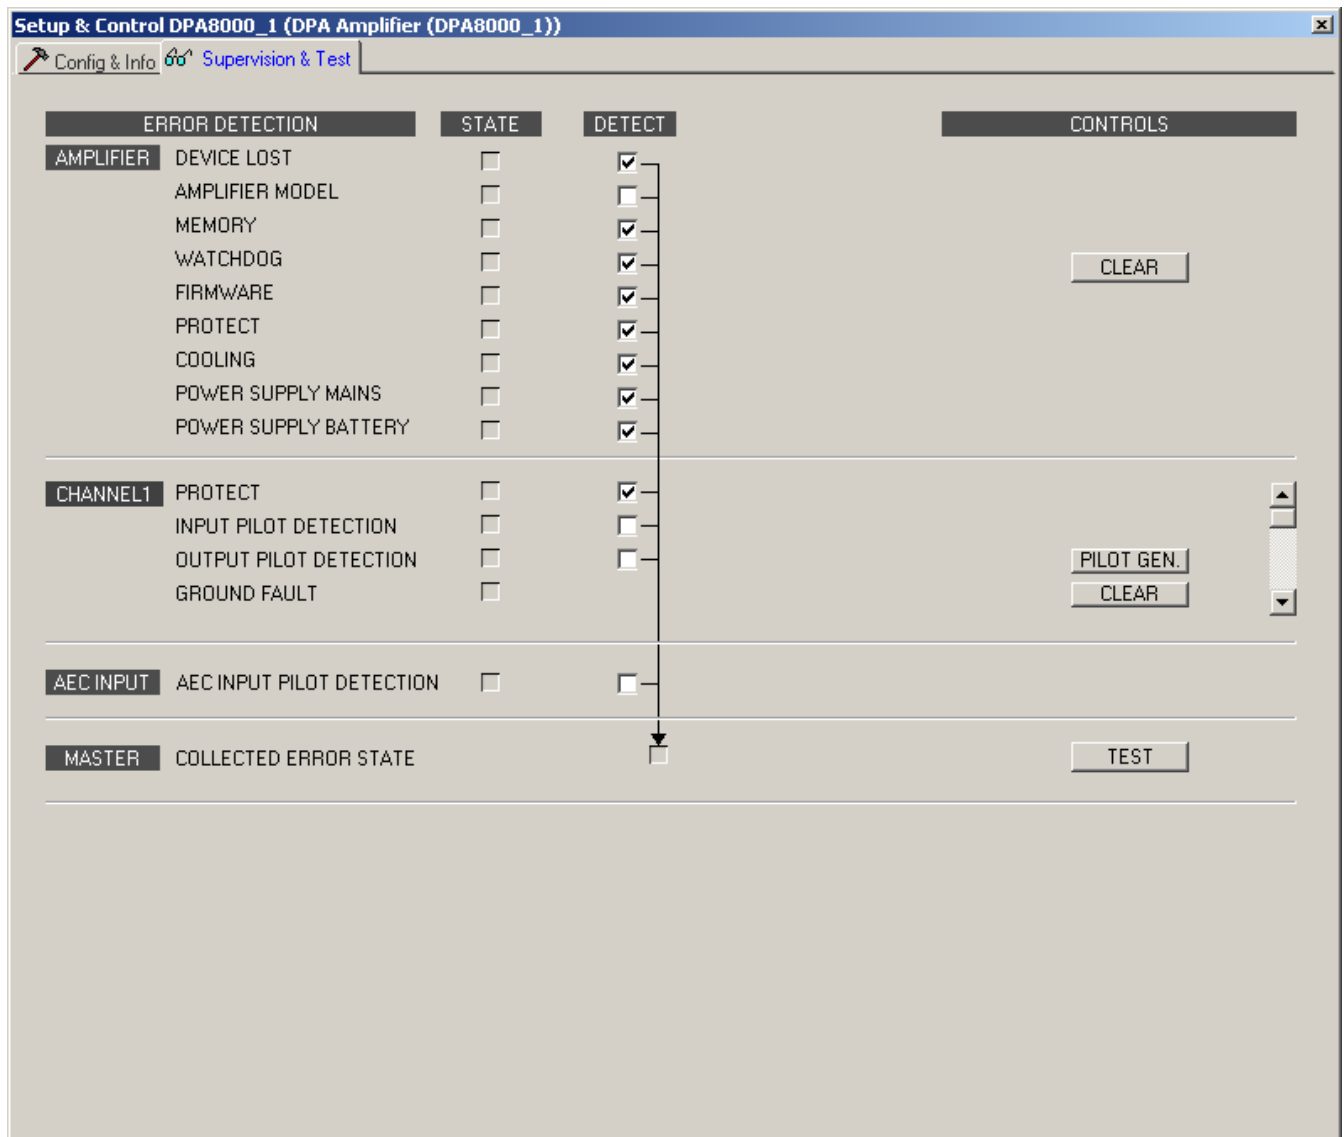 Setup & Control DPA8000_1 (DPA Amplifier (DPA8000_1))
Config & Info Supervision & Test
ERROR DETECTION STATE DETECT CONTROLS
AMPLIFIER DEVICE LOST
AMPLIFIER MODEL
MEMORY
WATCHDOG CLEAR
FIRMWARE
PROTECT
COOLING
POWER SUPPLY MAINS
POWER SUPPLY BATTERY
CHANNEL1 PROTECT
INPUT PILOT DETECTION
OUTPUT PILOT DETECTION PILOT GEN.
GROUND FAULT CLEAR
AEC INPUT AEC INPUT PILOT DETECTION
MASTER COLLECTED ERROR STATE TEST